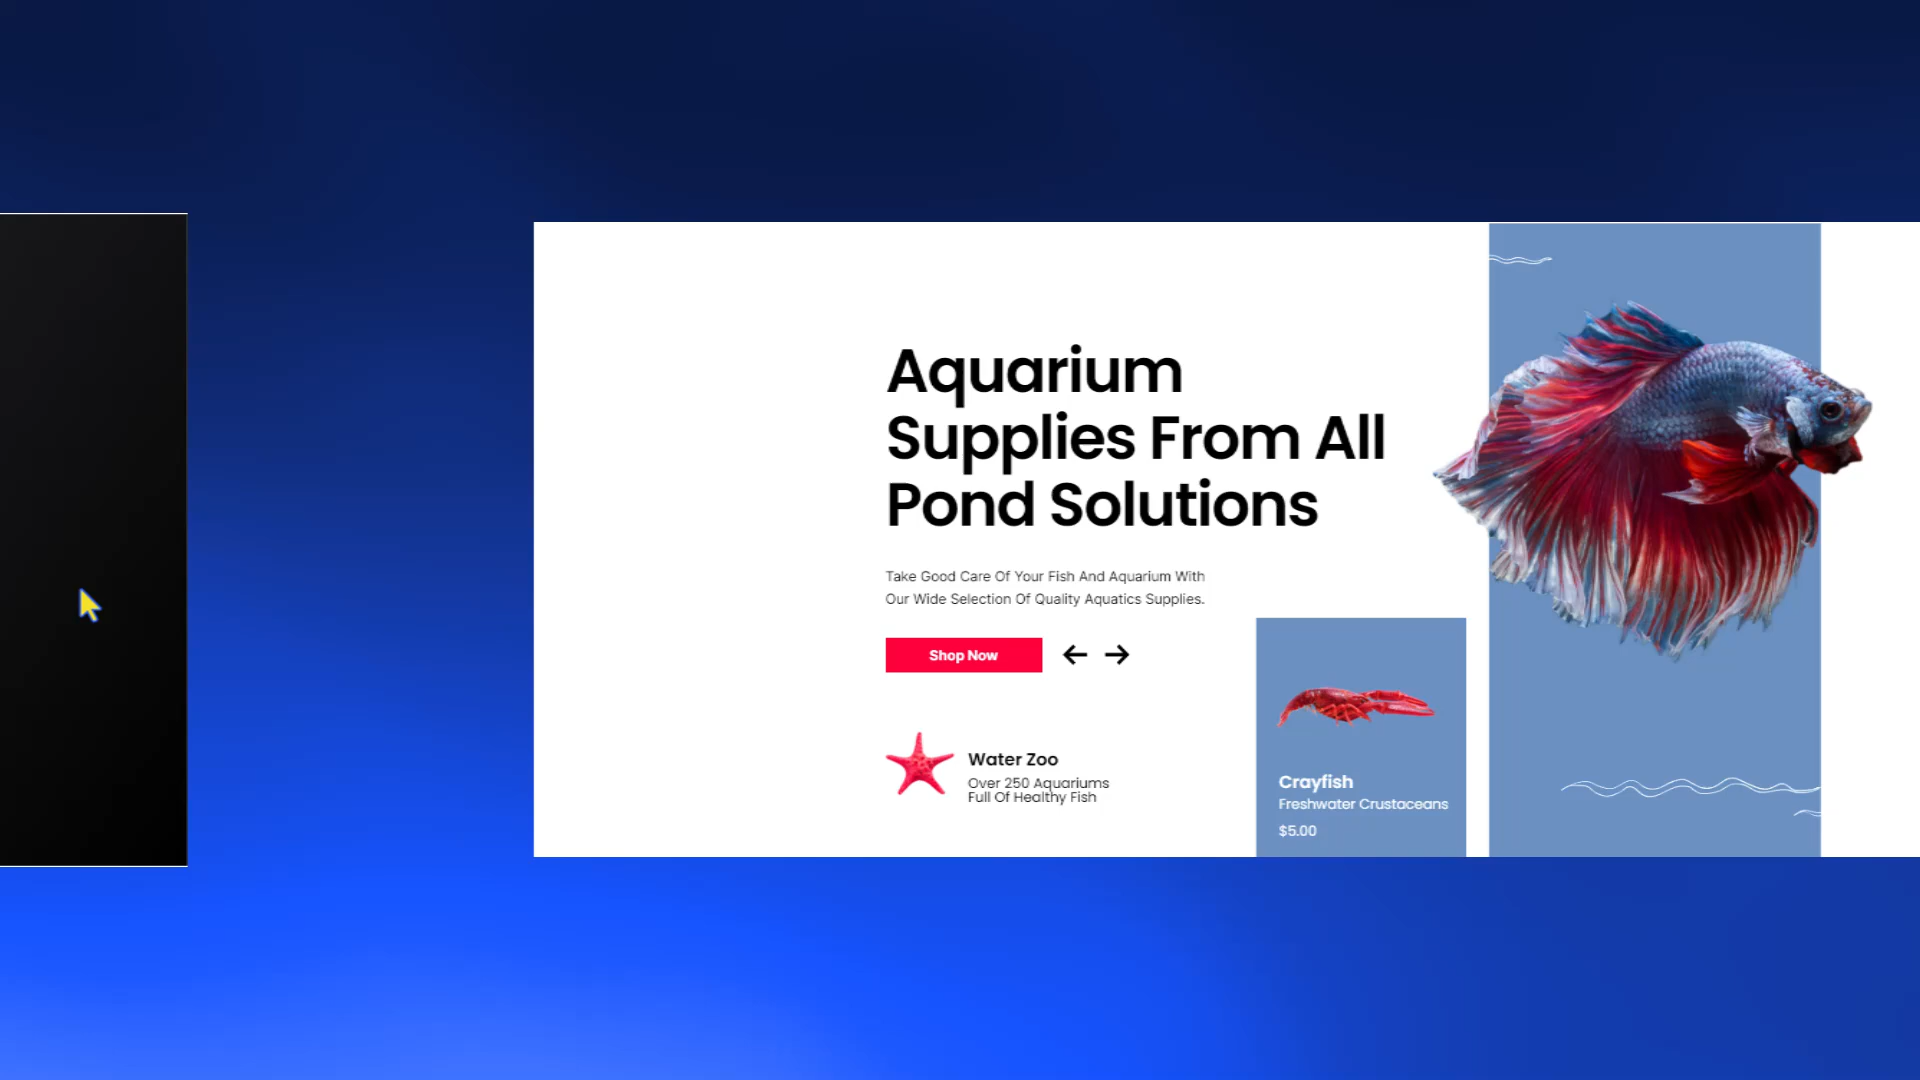 Aquarium
Supplies From All
Pond Solutions
Take Good Care Of Your Fish And Aquarium With
Our Wide Selection Of Quality Aquatics Supplies.
Shop Now
Water Zoo
Over 250 Aquariums
Full Of Healthy Fish
Crayfish
Freshwater Crustaceans
$5.00